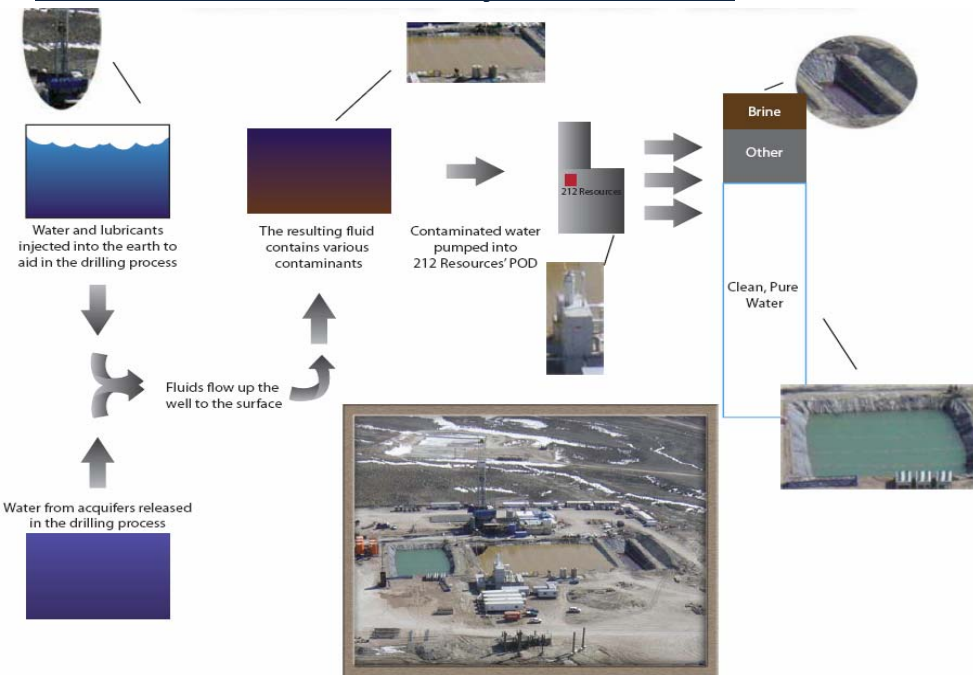 Water and lubricants
injected into the earth to
aid in the drilling process
The resulting fluid
contains various
contaminants
Contaminated water
pumped into
212 Resources' POD
212 Resources
Brine
Other
Clean, Pure
Water
Fluids flow up the
well to the surface
Water from acquifers released
in the drilling process